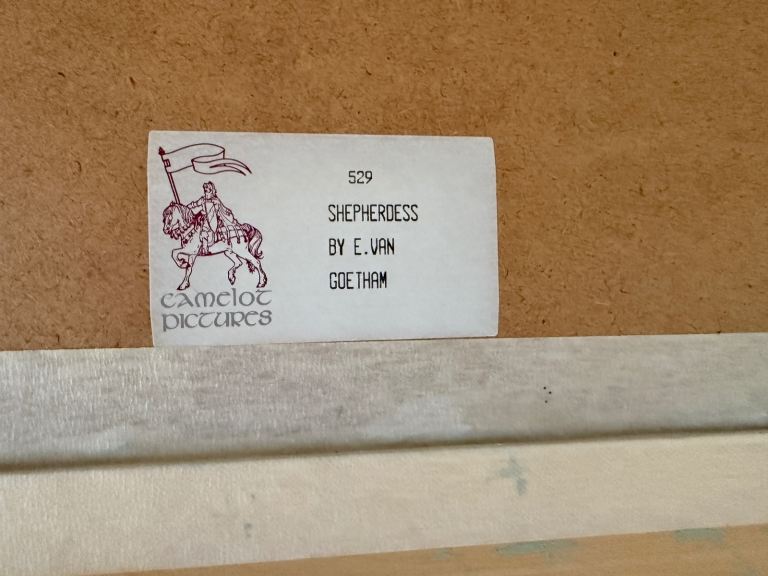 529
SHEPHERDESS
BY E.VAN
GOETHAM
CAMELOT
PICTURES